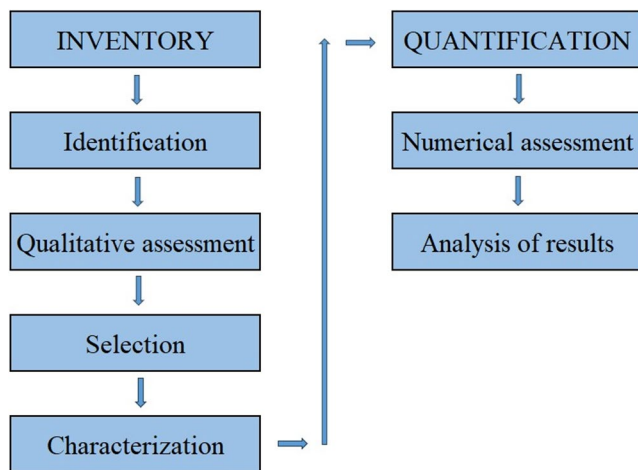 INVENTORY
Identification
Qualitative assessment
Selection
Characterization
QUANTIFICATION
Numerical assessment
Analysis of results